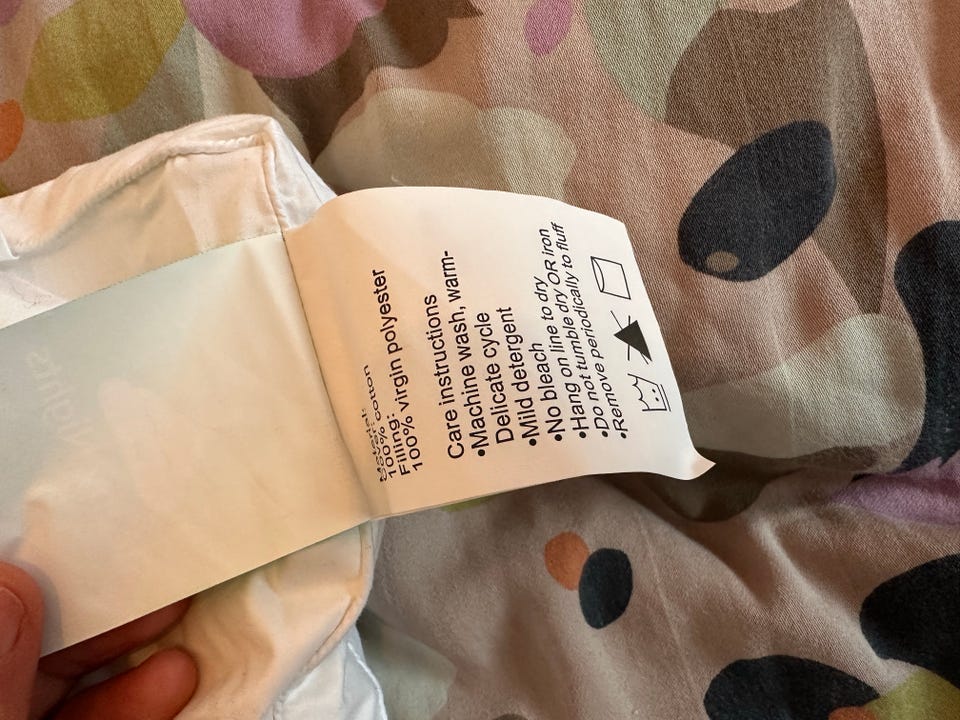 100% cotton
Filling:
100% virgin polyester
Care instructions
•Machine wash, warm-
Delicate cycle
•Mild detergent
•No bleach
•Hang on line to dry
•Do not tumble dry OR iron
•Remove periodically to fluff